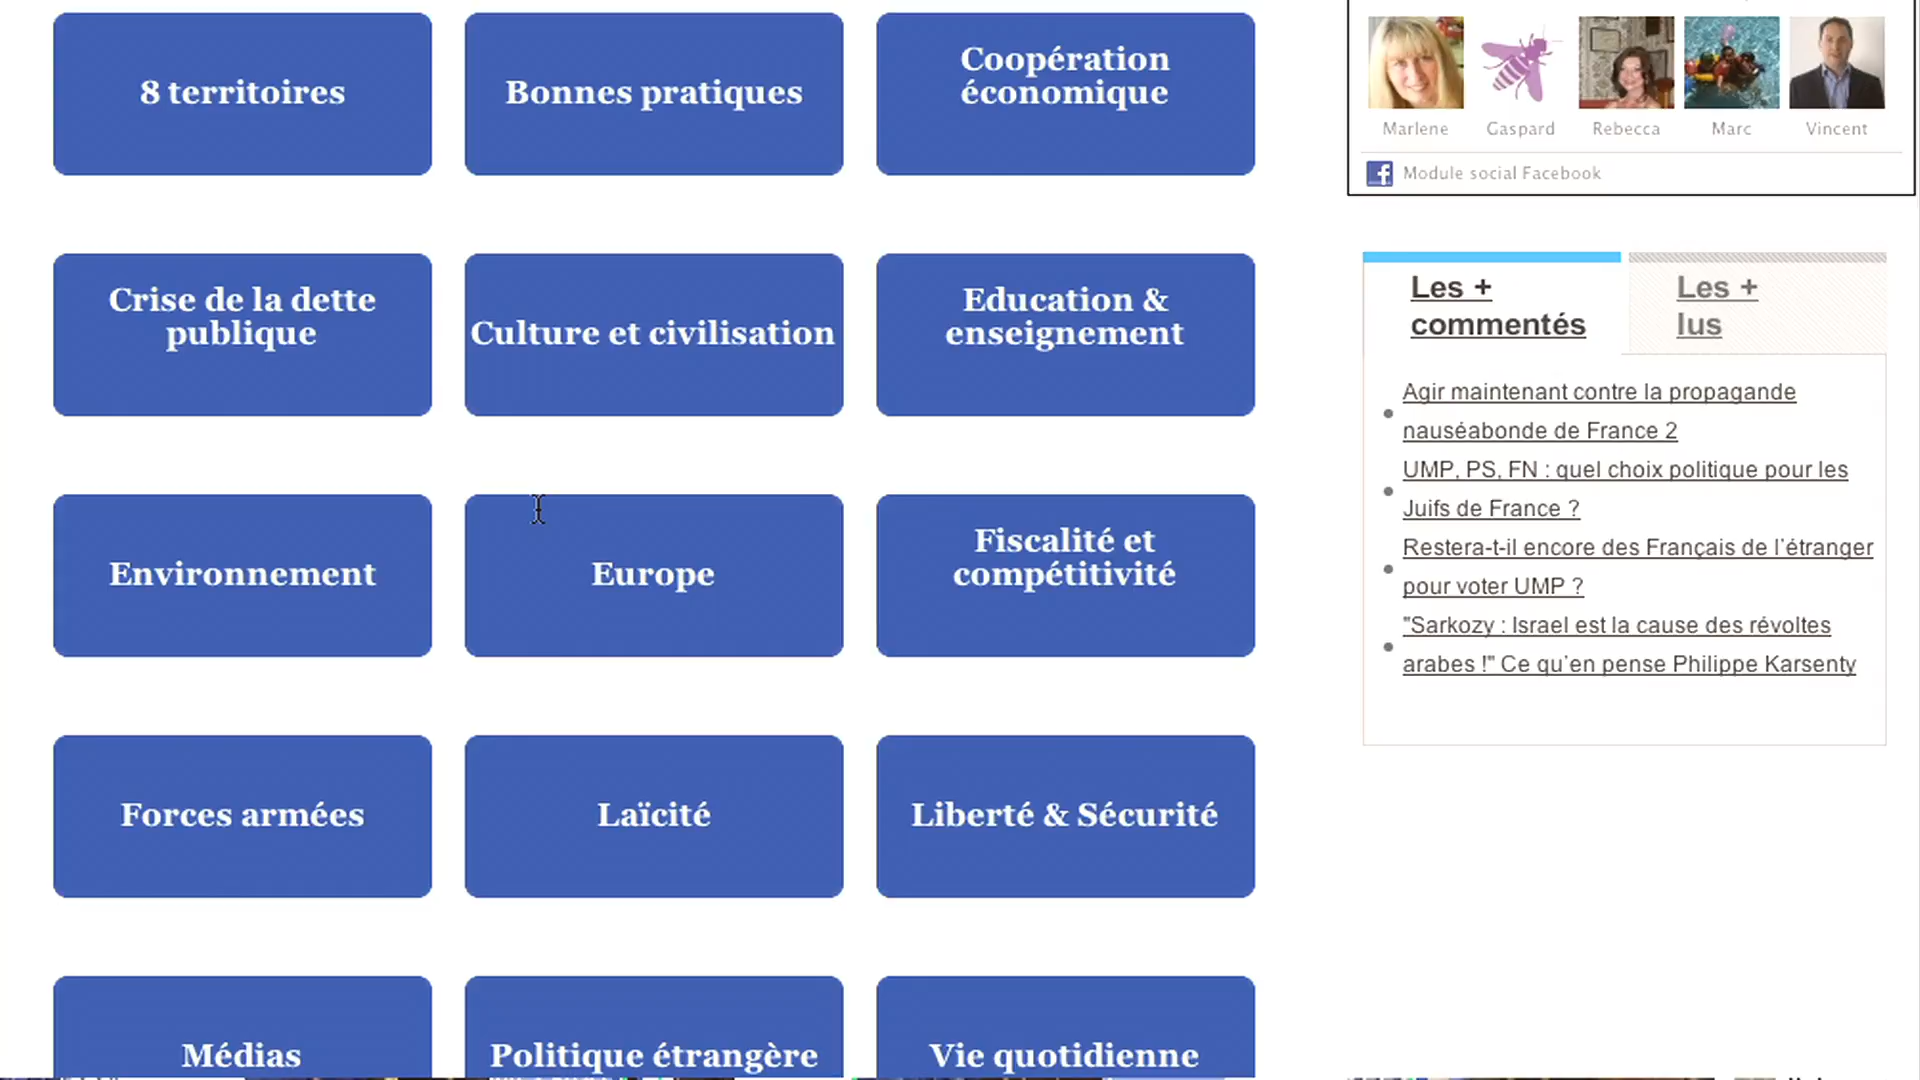 8 territoires
Bonnes pratiques
Coopération
économique
Crise de la dette
publique
Culture et civilisation
Education &
enseignement
Environnement
Europe
Fiscalité et
compétitivité
Forces armées
Laïcité
Liberté & Sécurité
Médias
Politique étrangère
Vie quotidienne
Marlene
Gaspard
Rebecca
Marc
Vincent
Module social Facebook
Les +
commentés
Les +
lus
Agir maintenant contre la propagande
nauséabonde de France 2
UMP, PS, FN : quel choix politique pour les
Juifs de France ?
Restera-t-il encore des Français de l'étranger
pour voter UMP ?
"Sarkozy : Israel est la cause des révoltes
arabes !" Ce qu'en pense Philippe Karsenty